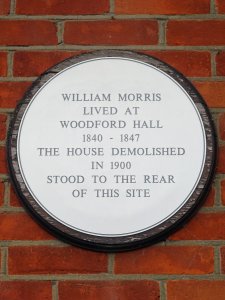 WILLIAM MORRIS
LIVED AT
WOODFORD HALL
1840 - 1847
THE HOUSE DEMOLISHED
IN 1900
STOOD TO THE REAR
OF THIS SITE